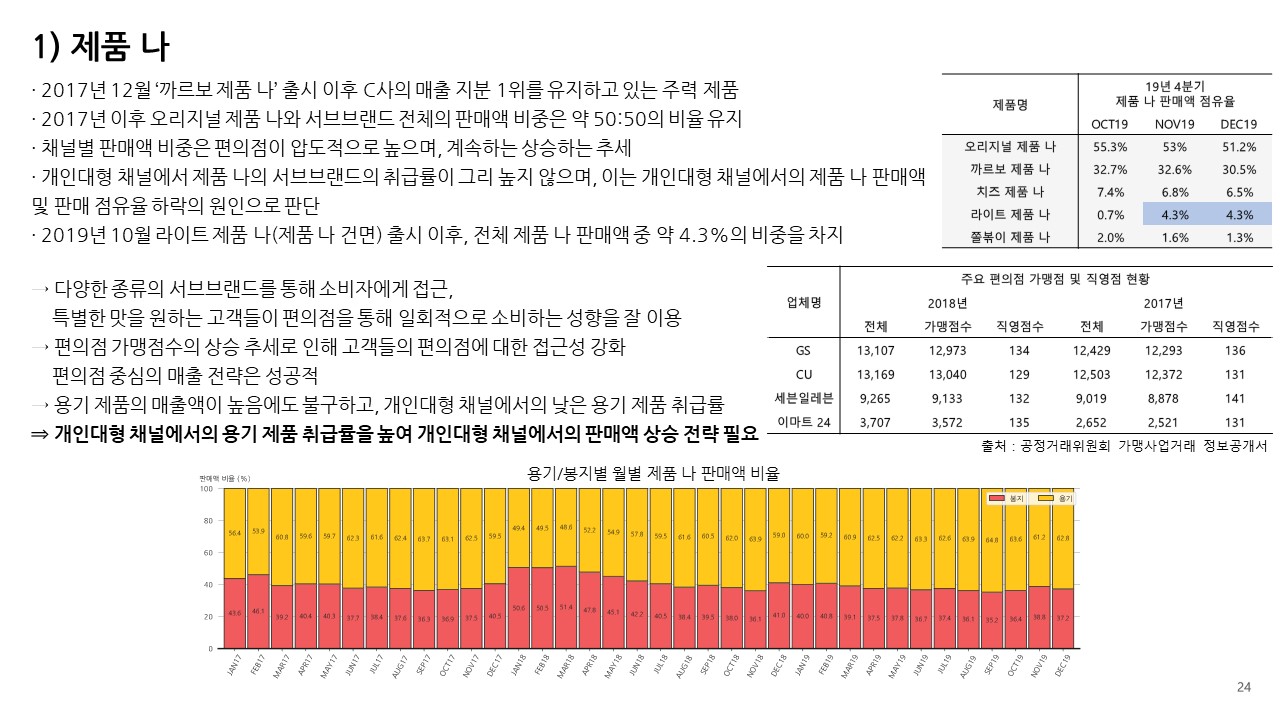 1) 제품 나
· 2017년 12월 ‘까르보 제품 나’ 출시 이후 C사의 매출 지분 1위를 유지하고 있는 주력 제품
· 2017년 이후 오리지널 제품 나와 서브브랜드 전체의 판매액 비중은 약 50:50의 비율 유지
· 채널별 판매액 비중은 편의점이 압도적으로 높으며, 계속하는 상승하는 추세
· 개인대형 채널에서 제품 나의 서브브랜드의 취급률이 그리 높지 않으며, 이는 개인대형 채널에서의 제품 나 판매액
및 판매 점유율 하락의 원인으로 판단
· 2019년 10월 라이트 제품 나(제품 나 건면) 출시 이후, 전체 제품 나 판매액 중 약 4.3%의 비중을 차지
→ 다양한 종류의 서브브랜드를 통해 소비자에게 접근,
특별한 맛을 원하는 고객들이 편의점을 통해 일회적으로 소비하는 성향을 잘 이용
→ 편의점 가맹점수의 상승 추세로 인해 고객들의 편의점에 대한 접근성 강화
편의점 중심의 매출 전략은 성공적
→ 용기 제품의 매출액이 높음에도 불구하고, 개인대형 채널에서의 낮은 용기 제품 취급률
⇒ 개인대형 채널에서의 용기 제품 취급률을 높여 개인대형 채널에서의 판매액 상승 전략 필요
제품명
19년 4분기
제품 나 판매액 점유율
OCT19 NOV19 DEC19
오리지널 제품 나 55.3% 53% 51.2%
까르보 제품 나 32.7% 32.6% 30.5%
치즈 제품 나 7.4% 6.8% 6.5%
라이트 제품 나 0.7% 4.3% 4.3%
쫄볶이 제품 나 2.0% 1.6% 1.3%
업체명
주요 편의점 가맹점 및 직영점 현황
2018년 2017년
전체 가맹점수 직영점수 전체 가맹점수 직영점수
GS 13,107 12,973 134 12,429 12,293 136
CU 13,169 13,040 129 12,503 12,372 131
세븐일레븐 9,265 9,133 132 9,019 8,878 141
이마트 24 3,707 3,572 135 2,652 2,521 131
출처 : 공정거래위원회 가맹사업거래 정보공개서
용기/봉지별 월별 제품 나 판매액 비율
판매액 비율 (%)
봉지 용기
100
80
60
40
20
0
56.4 53.9 60.8 59.6 59.7 62.3 61.6 62.4 63.7 63.1 62.5 59.5 49.4 49.5 48.6 52.2 54.9 57.8 59.5 61.6 60.5 62.0 63.9 59.0 60.0 59.2 60.9 62.5 62.2 63.3 62.6 63.9 64.8 63.6 61.2 62.8
43.6 46.1 39.2 40.4 40.3 37.7 38.4 37.6 36.3 36.9 37.5 40.5 50.6 50.5 51.4 47.8 45.1 42.2 40.5 38.4 39.5 38.0 36.1 41.0 40.0 40.8 39.1 37.5 37.8 36.7 37.4 36.1 35.2 36.4 38.8 37.2
JAN17 FEB17 MAR17 APR17 MAY17 JUN17 JUL17 AUG17 SEP17 OCT17 NOV17 DEC17 JAN18 FEB18 MAR18 APR18 MAY18 JUN18 JUL18 AUG18 SEP18 OCT18 NOV18 DEC18 JAN19 FEB19 MAR19 APR19 MAY19 JUN19 JUL19 AUG19 SEP19 OCT19 NOV19 DEC19
24